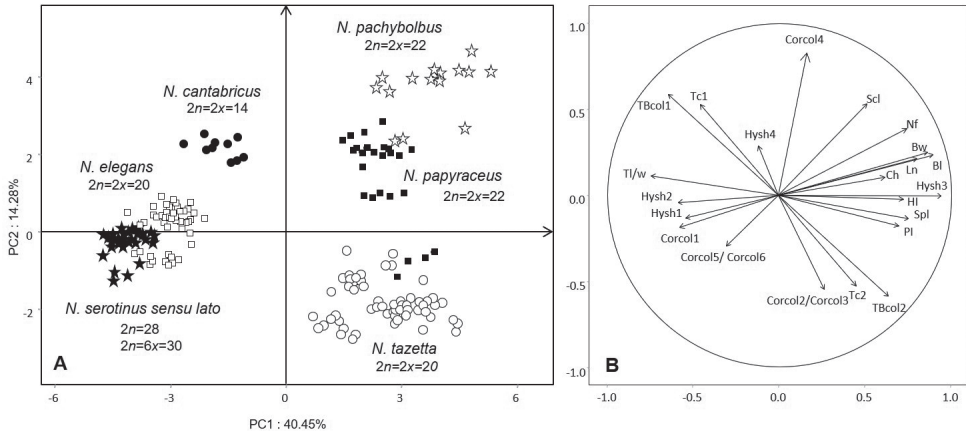 N. pachybolbus
2n=2x=22
N. cantabricus
2n=2x=14
N. elegans
2n=2x=20
N. papyraceus
2n=2x=22
N. serotinus sensu lato
2n=28
2n=6x=30
N. tazetta
2n=2x=20
A
4
2
0
-2
PC2 : 14.28%
-6
-3
0
3
6
PC1 : 40.45%
1.0
0.5
0.0
-0.5
-1.0
-1.0
-0.5
0.0
0.5
1.0
B
Corcol4
TBcol1
Tc1
Scl
Hysh4
Nf
Bw
Bl
Ln
Ch
Tl/w
Hysh3
Hysh2
Hl
Hysh1
Spl
Pl
Corcol1
Corcol5/ Corcol6
Corcol2/Corcol3
Tc2
TBcol2